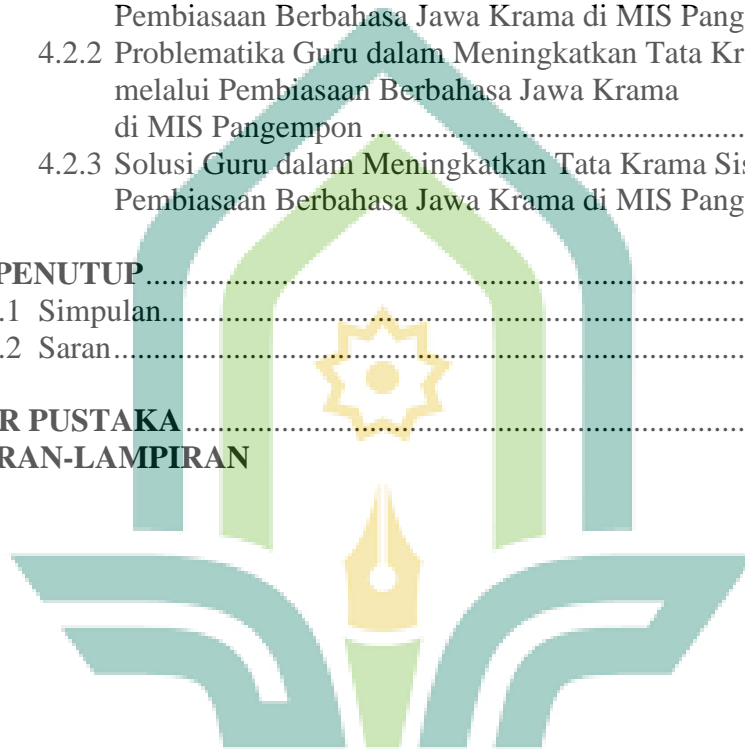 Pembiasaan Berbahasa Jawa Krama di MIS Pang
4.2.2 Problematika Guru dalam Meningkatkan Tata Kra
melalui Pembiasaan Berbahasa Jawa Krama
di MIS Pangempon ................................................
4.2.3 Solusi Guru dalam Meningkatkan Tata Krama Sis
Pembiasaan Berbahasa Jawa Krama di MIS Pang
PENUTUP................................................................................
.1 Simpulan..............................................................................
.2 Saran....................................................................................
R PUSTAKA...........................................................................
RAN-LAMPIRAN